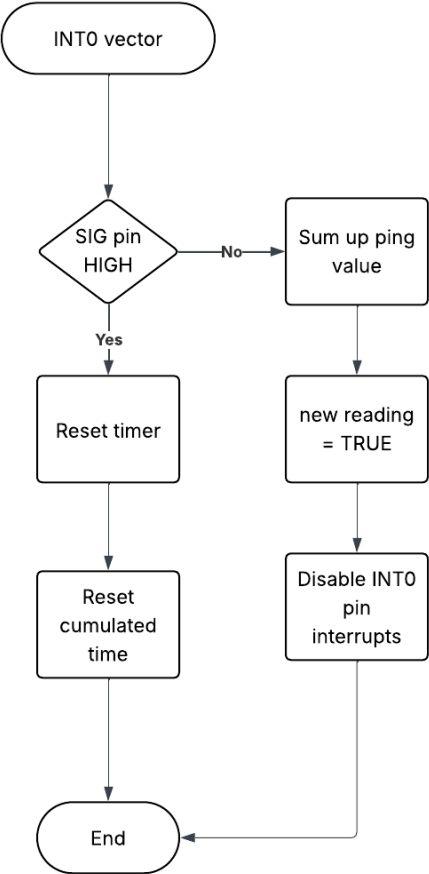 INT0 vector
SIG pin
HIGH
No
Sum up ping
value
Yes
Reset timer
new reading
= TRUE
Reset
cumulated
time
Disable INT0
pin
interrupts
End